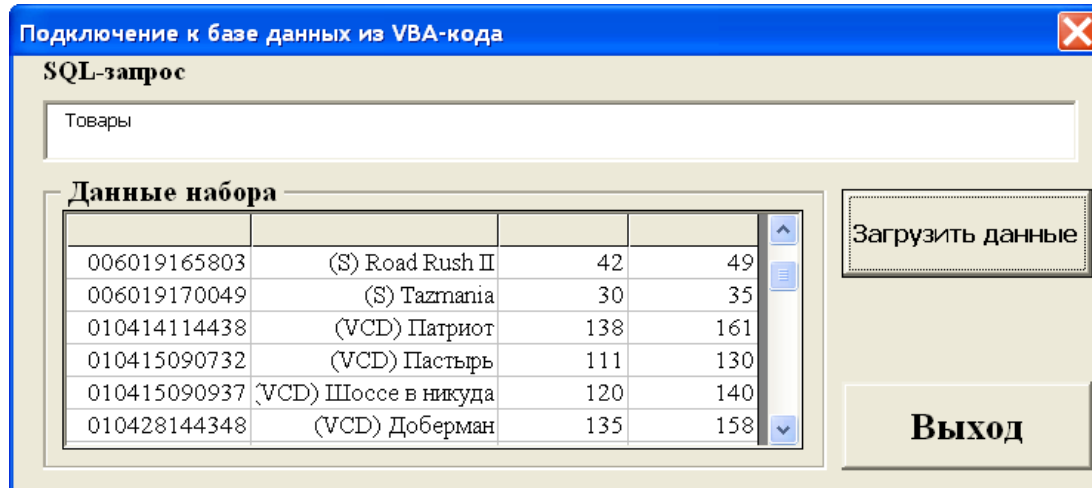 Подключение к базе данных из VBA-кода
SQL-запрос
Товары
Данные набора
006019165803 (S) Road Rush II 42 49
006019170049 (S) Tazmania 30 35
010414114438 (VCD) Патриот 138 161
010415090732 (VCD) Пастырь 111 130
010415090937 (VCD) Шоссе в никуда 120 140
010428144348 (VCD) Доберман 135 158
Загрузить данные
Выход